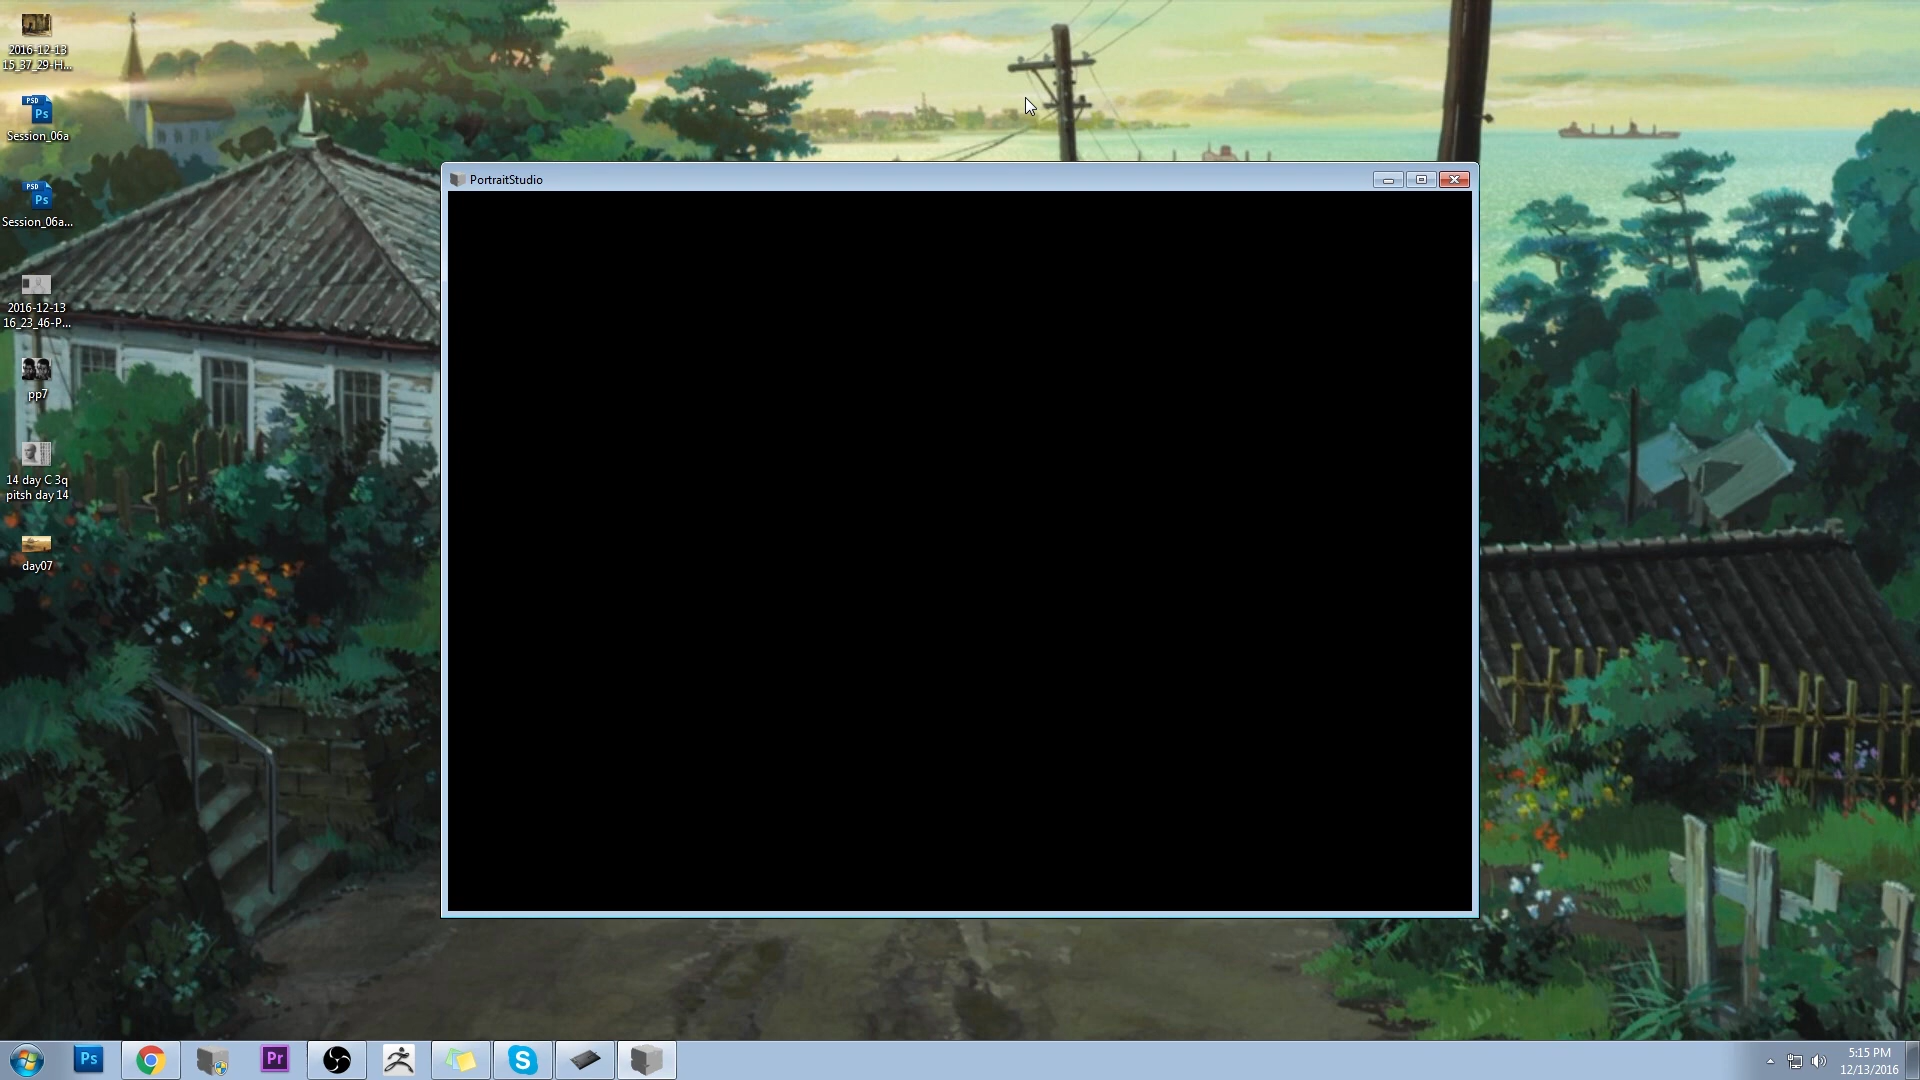 2016-12-13
15_37_29-H...
PSD
Ps
Session_06a
PSD
Ps
Session_06a...
2016-12-13
16_23_46-P...
pp7
14 day C 3q
pitsh day 14
day07
PortraitStudio
Ps
Pr
S
5:15 PM
12/13/2016